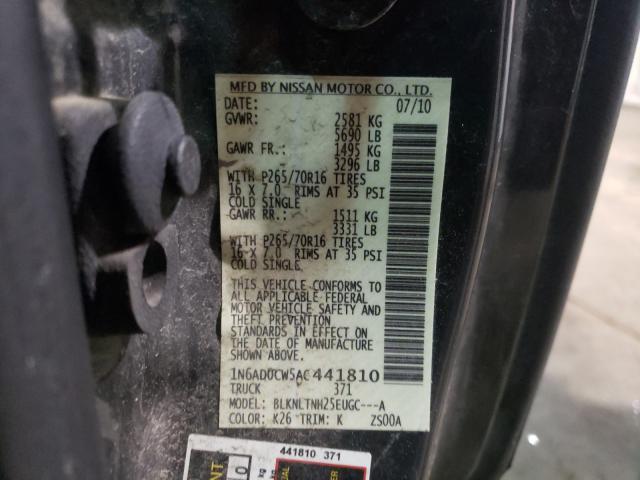 MFD BY NISSAN MOTOR CO., LTD.
DATE: 07/10
GVWR: 2581 KG
5690 LB
GAWR FR.: 1495 KG
3296 LB
WITH P265/70R16 TIRES
16 X 7.0 RIMS AT 35 PSI
COLD SINGLE
GAWR RR.: 1511 KG
3331 LB
WITH P265/70R16 TIRES
16 X 7.0 RIMS AT 35 PSI
COLD SINGLE
THIS VEHICLE CONFORMS TO
ALL APPLICABLE FEDERAL
MOTOR VEHICLE SAFETY AND
THEFT PREVENTION
STANDARDS IN EFFECT ON
THE DATE OF MANUFACTURE
SHOWN ABOVE.
1N6AD0CW5AC441810
TRUCK 371
MODEL: BLKNLTNH25EUGC---A
COLOR: K26 TRIM: K ZS00A
441810 371